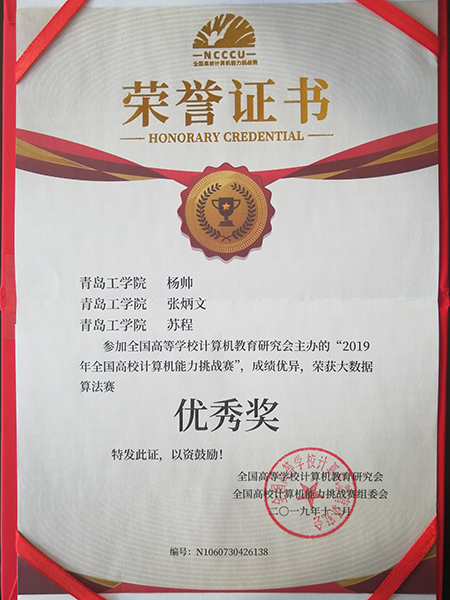 NCCCU
全国高校计算机能力挑战赛
荣誉证书
HONORARY CREDENTIAL
青岛工学院 杨帅
青岛工学院 张炳文
青岛工学院 苏程
参加全国高等学校计算机教育研究会主办的“2019
年全国高校计算机能力挑战赛”，成绩优异，荣获大数据
算法赛
优秀奖
特发此证，以资鼓励！
全国高等学校计算机教育研究会
全国高校计算机能力挑战赛组委会
二〇一九年十二月
编号：N1060730426138